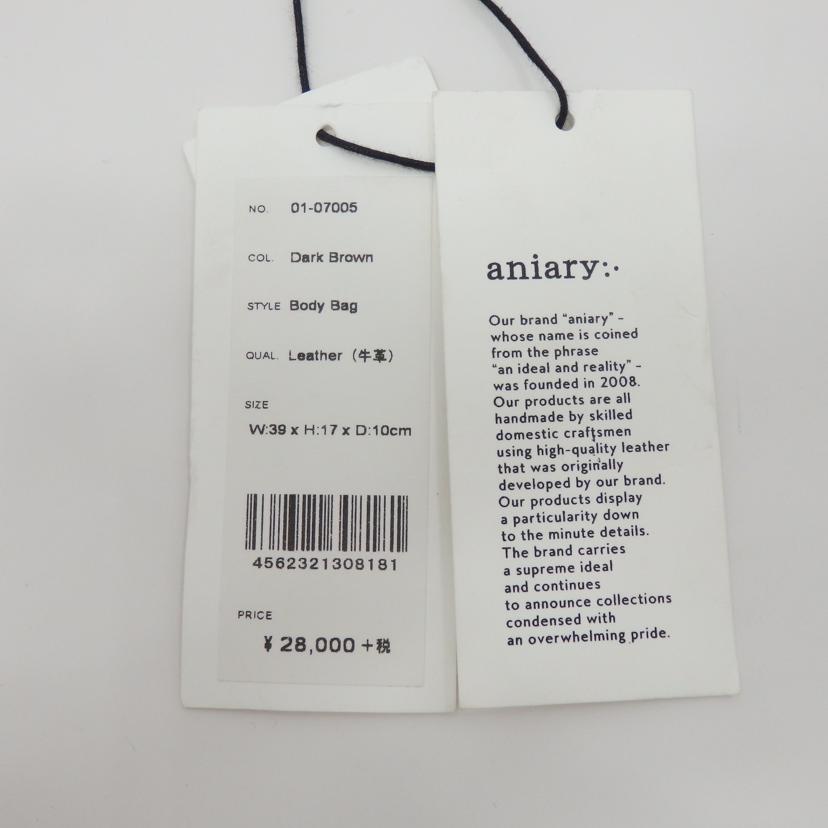 NO. 01-07005
COL. Dark Brown
STYLE Body Bag
QUAL. Leather（牛革）
SIZE
W:39 x H:17 x D:10cm
4562321308181
PRICE
¥ 28,000 +税
aniary:·
Our brand “aniary” –
whose name is coined
from the phrase
“an ideal and reality” –
was founded in 2008.
Our products are all
handmade by skilled
domestic craftsmen
using high-quality leather
that was originally
developed by our brand.
Our products display
a particularity down
to the minute details.
The brand carries
a supreme ideal
and continues
to announce collections
condensed with
an overwhelming pride.